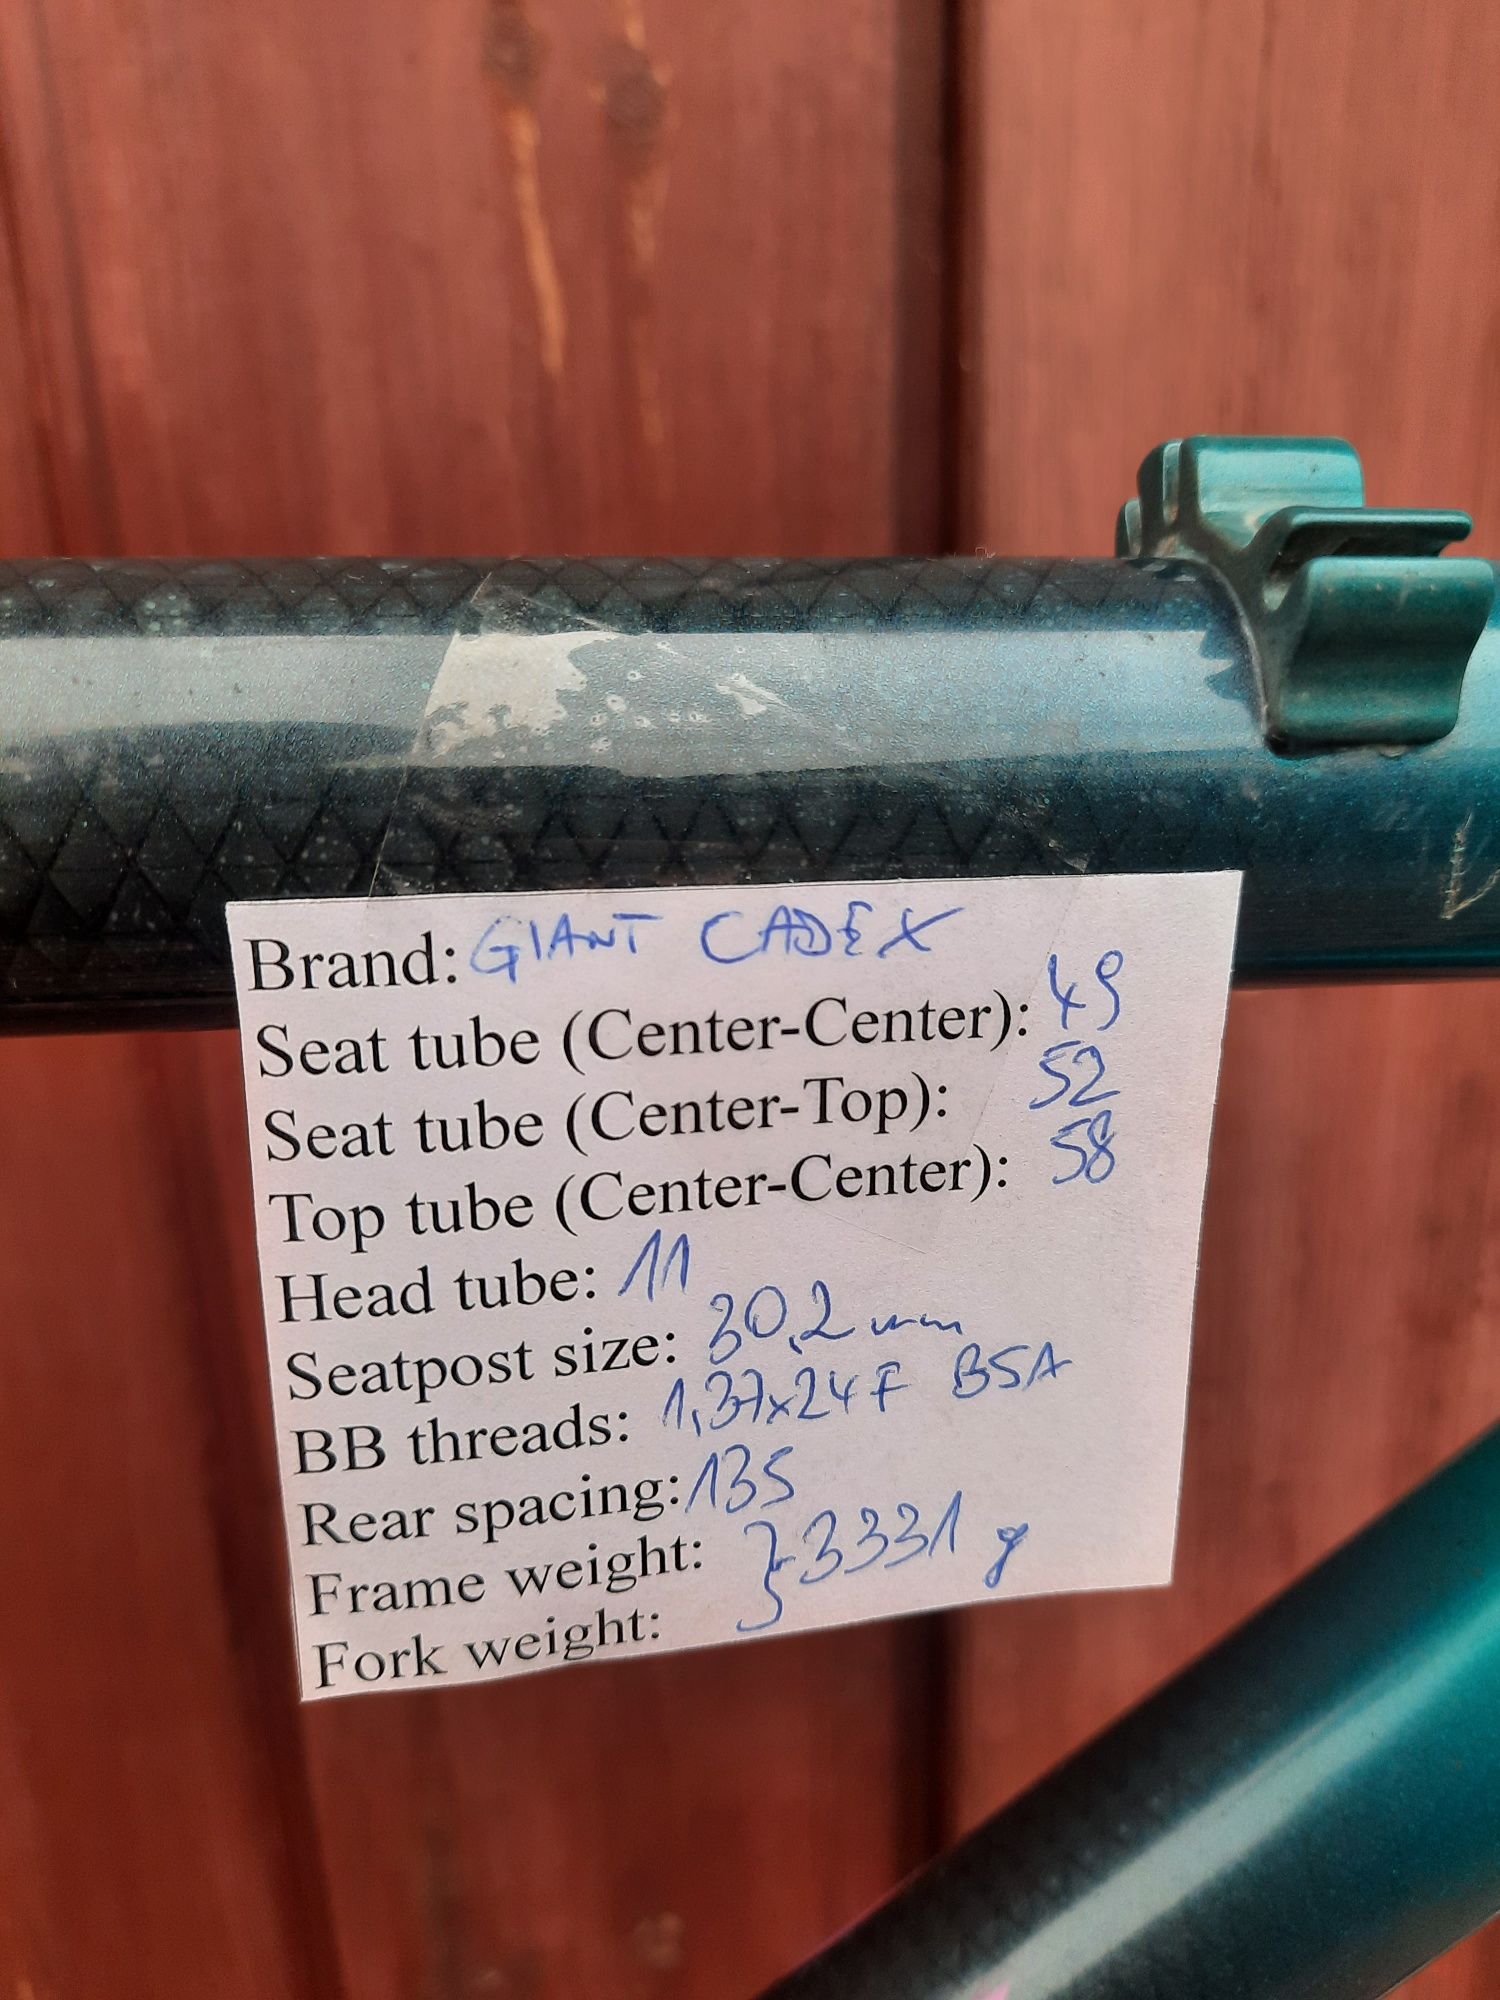 Brand: GIANT CADEX
Seat tube (Center-Center): 49
Seat tube (Center-Top): 52
Top tube (Center-Center): 58
Head tube: 11
Seatpost size: 30,2 mm
BB threads: 1,37x24F BSA
Rear spacing: 135
Frame weight: } 3331 g
Fork weight: